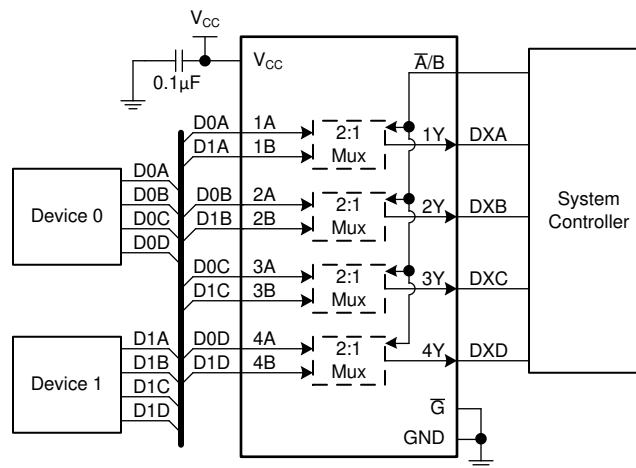 VCC
0.1µF
VCC
A̅/B
D0A 1A
D1A 1B
2:1
Mux
1Y DXA
D0B 2A
D1B 2B
2:1
Mux
2Y DXB
D0C 3A
D1C 3B
2:1
Mux
3Y DXC
D0D 4A
D1D 4B
2:1
Mux
4Y DXD
Device 0
D0A
D0B
D0C
D0D
Device 1
D1A
D1B
D1C
D1D
System
Controller
G̅
GND